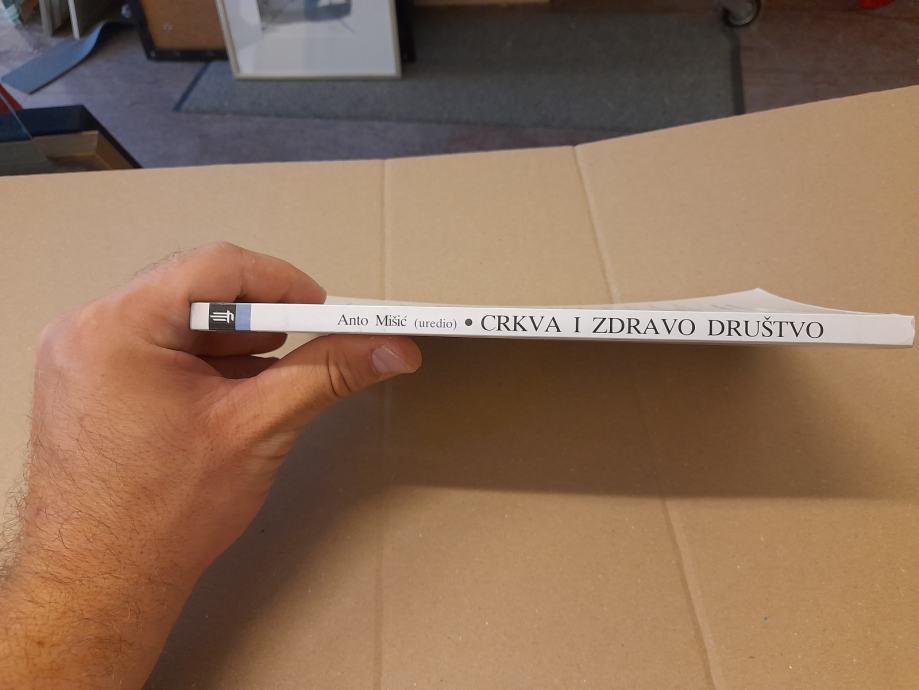 Anto Mišić (uredio) • CRKVA I ZDRAVO DRUŠTVO